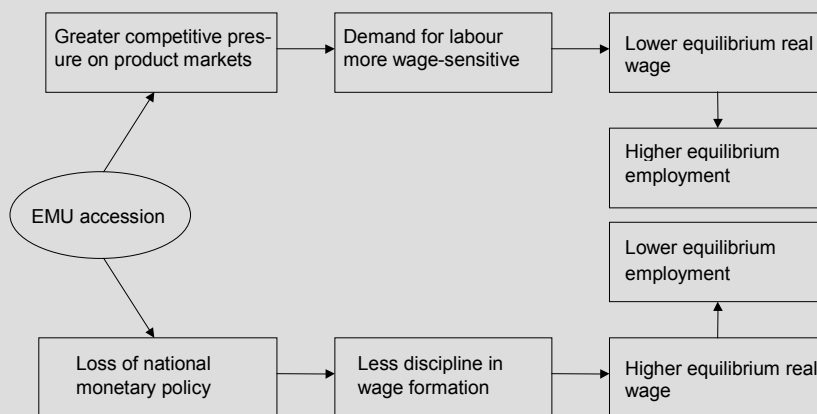 Greater competitive pres-
sure on product markets
Demand for labour
more wage-sensitive
Lower equilibrium real
wage
Higher equilibrium
employment
EMU accession
Lower equilibrium
employment
Loss of national
monetary policy
Less discipline in
wage formation
Higher equilibrium real
wage